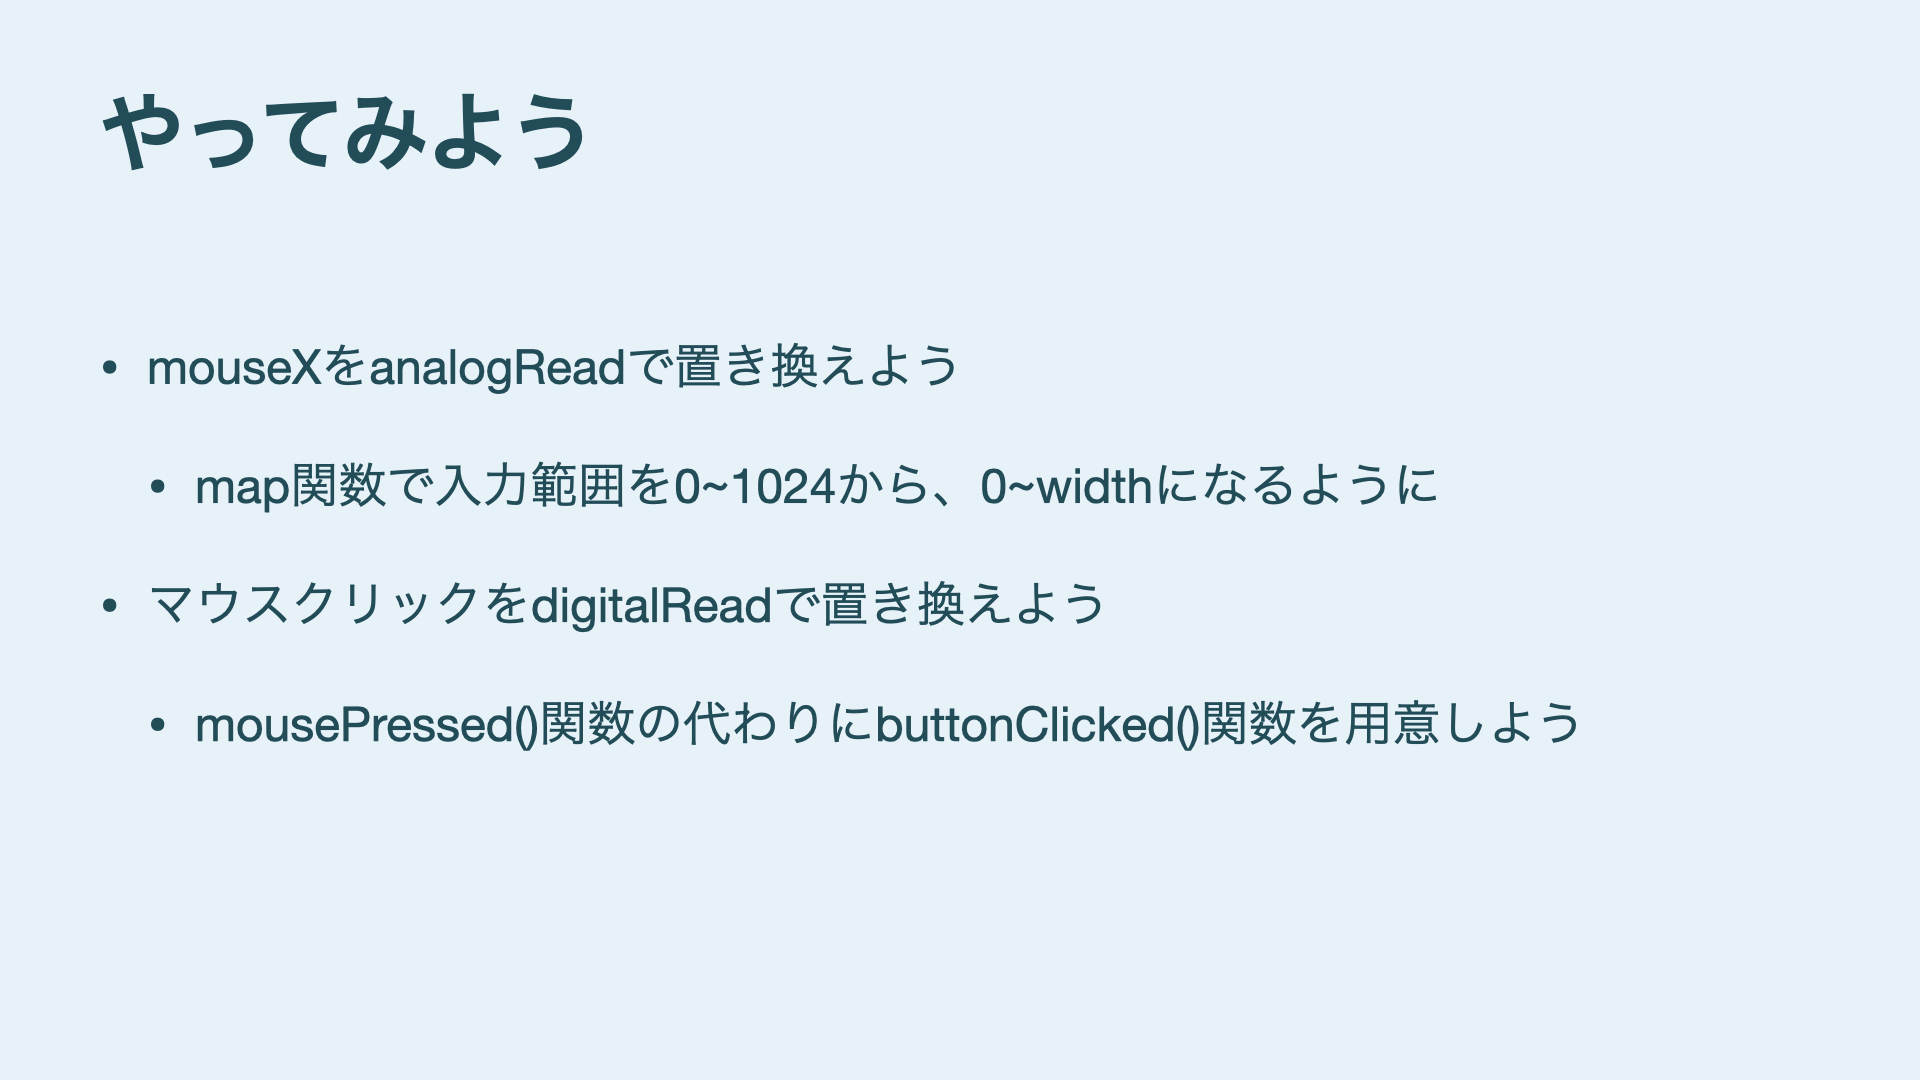 やってみよう
• mouseXをanalogReadで置き換えよう
• map関数で入力範囲を0~1024から、0~widthになるように
• マウスクリックをdigitalReadで置き換えよう
• mousePressed()関数の代わりにbuttonClicked()関数を用意しよう